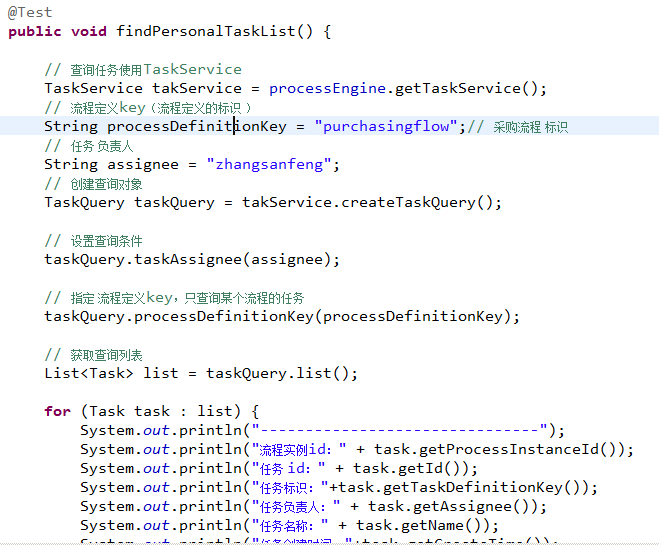 @Test
public void findPersonalTaskList() {
// 查询任务使用TaskService
TaskService takService = processEngine.getTaskService();
// 流程定义key（流程定义的标识 ）
String processDefinitionKey = "purchasingflow";// 采购流程 标识
// 任务 负责人
String assignee = "zhangsanfeng";
// 创建查询对象
TaskQuery taskQuery = takService.createTaskQuery();
// 设置查询条件
taskQuery.taskAssignee(assignee);
// 指定 流程定义key，只查询某个流程的任务
taskQuery.processDefinitionKey(processDefinitionKey);
// 获取查询列表
List<Task> list = taskQuery.list();
for (Task task : list) {
System.out.println("-------------------------------");
System.out.println("流程实例id：" + task.getProcessInstanceId());
System.out.println("任务 id：" + task.getId());
System.out.println("任务标识："+task.getTaskDefinitionKey());
System.out.println("任务负责人：" + task.getAssignee());
System.out.println("任务名称：" + task.getName());
System.out.println("任务创建时间："+task.getCreateTime());